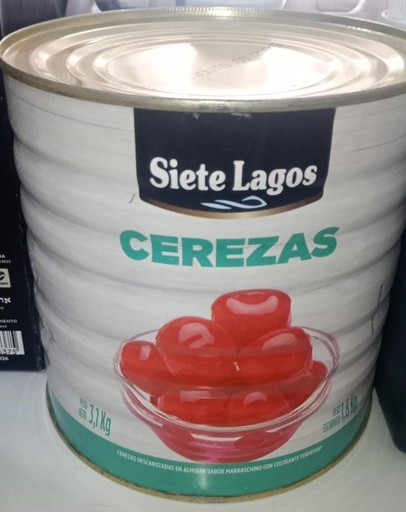 Siete Lagos
CEREZAS
PESO
NETO 3,1 Kg
PESO
ESCURRIDO 1,8 Kg
CEREZAS DESCAROZADAS EN ALMIBAR SABOR MARRASCHINO CON COLORANTE PERMITIDO